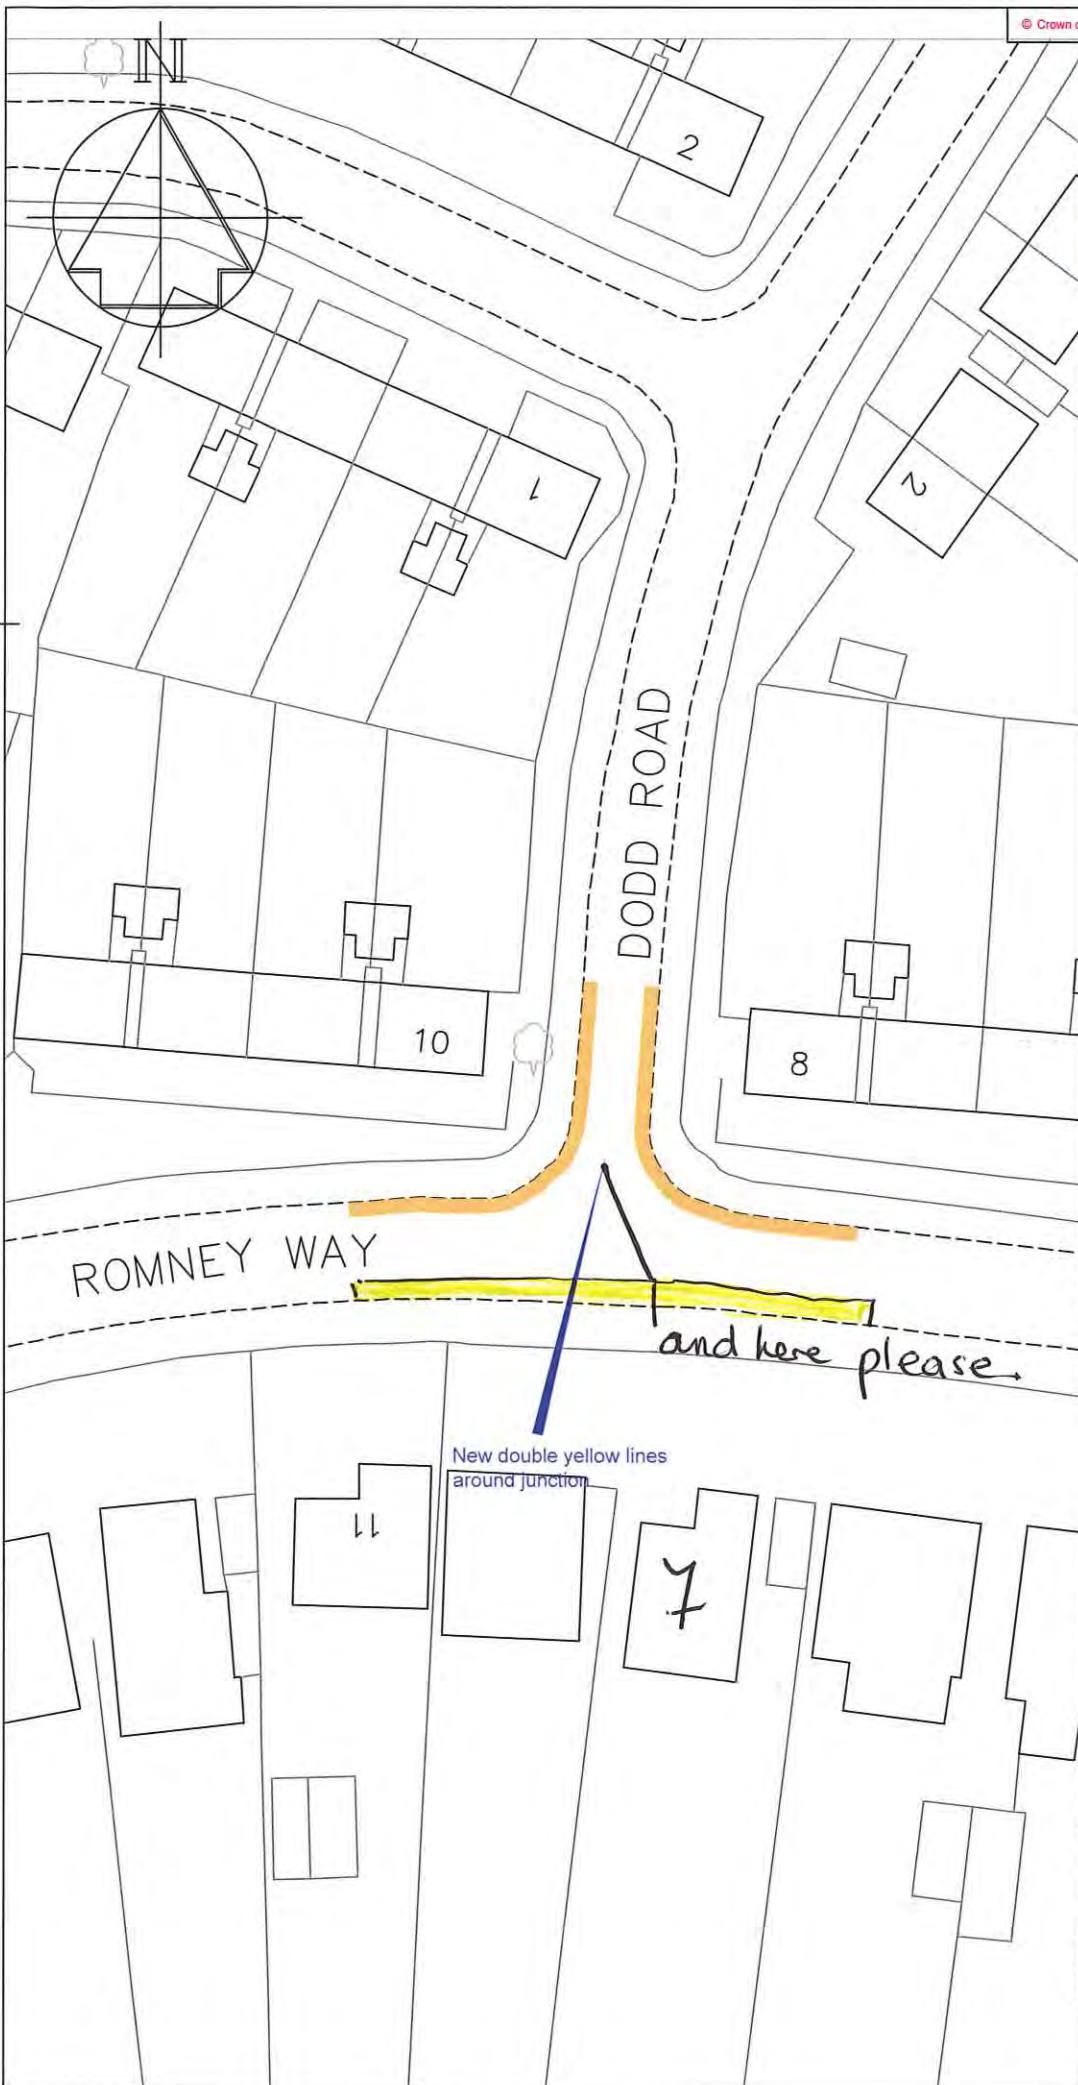 © Crown c
N
2
1
2
DODD ROAD
10
8
ROMNEY WAY
and here please.
New double yellow lines
around junction
11
7